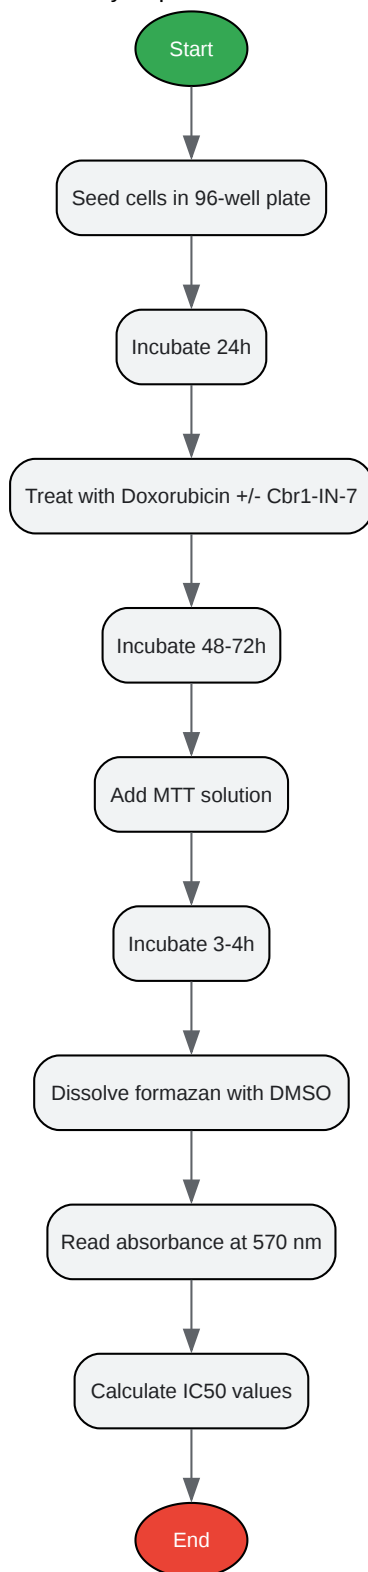 Start
Seed cells in 96-well plate
Incubate 24h
Treat with Doxorubicin +/- Cbr1-IN-7
Incubate 48-72h
Add MTT solution
Incubate 3-4h
Dissolve formazan with DMSO
Read absorbance at 570 nm
Calculate IC50 values
End